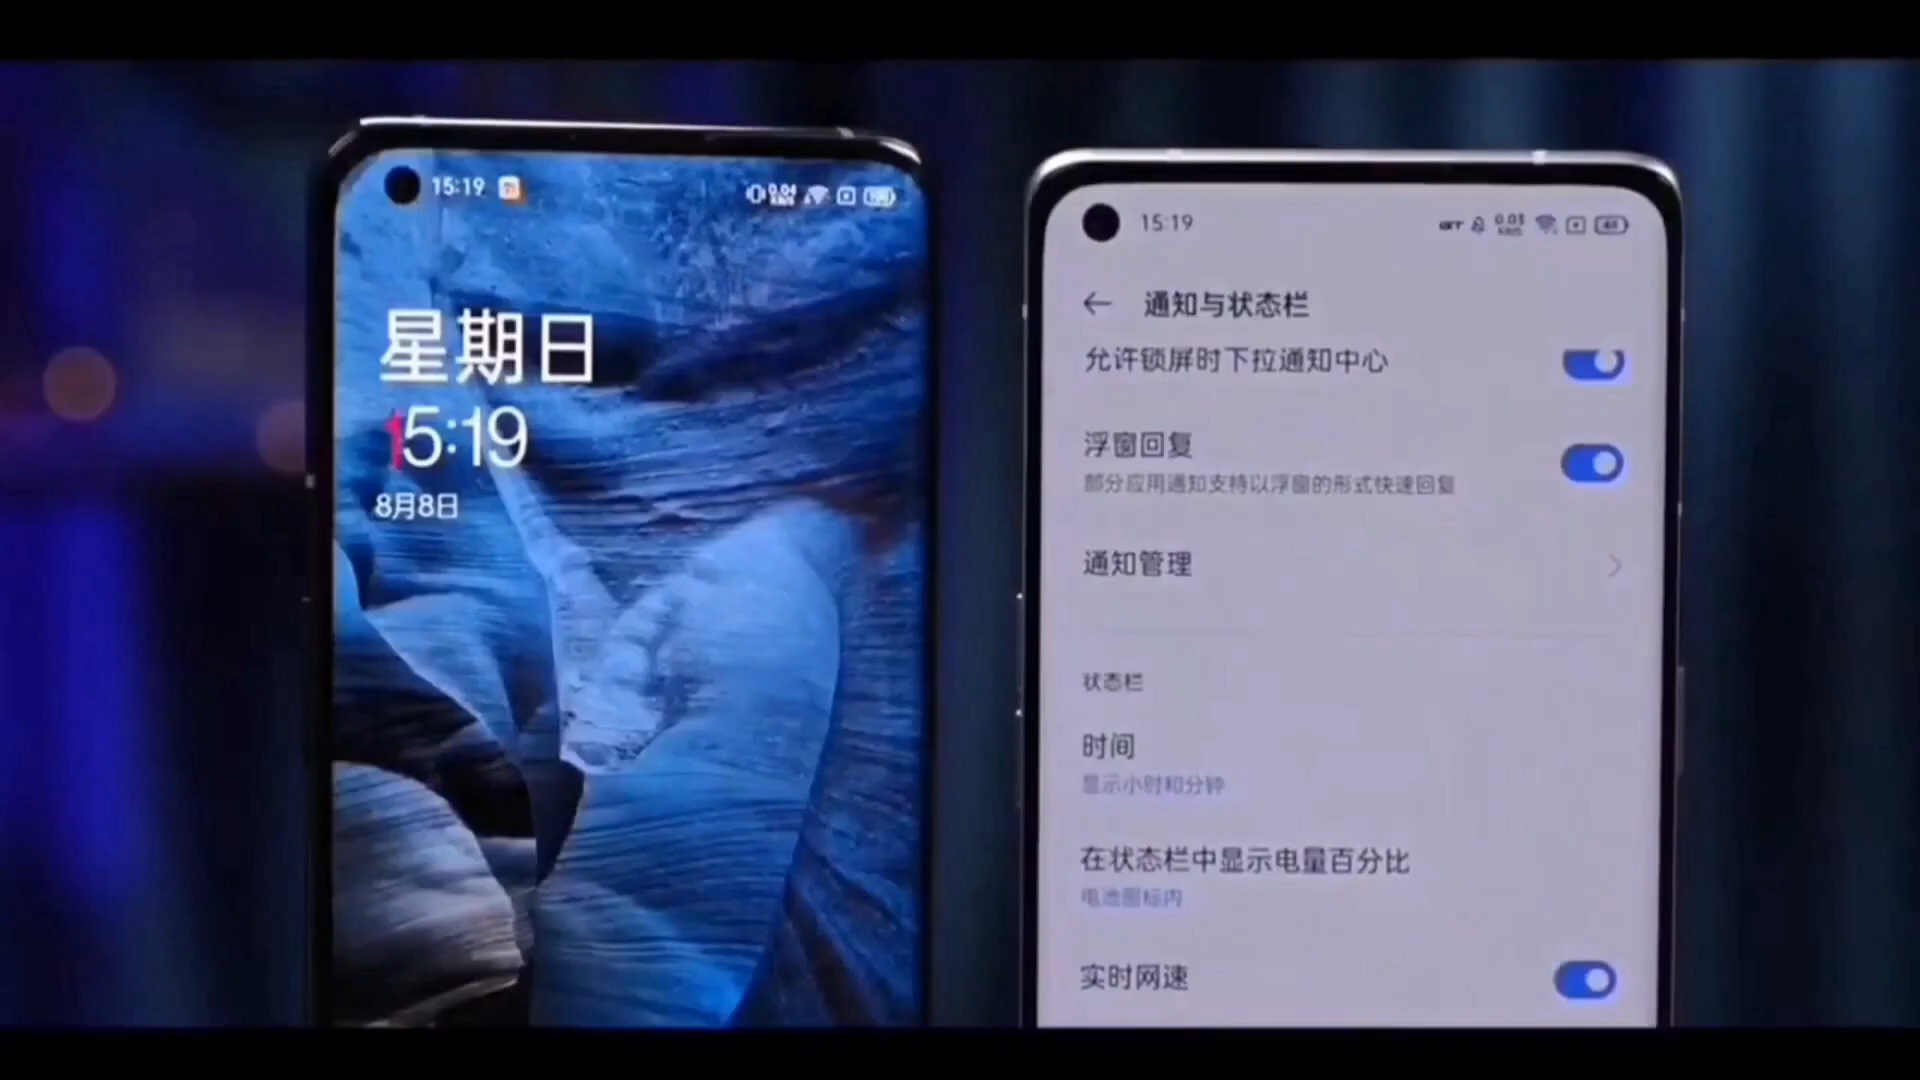 15:19
星期日
15:19
8月8日
15:19
通知与状态栏
允许锁屏时下拉通知中心
浮窗回复
部分应用通知支持以浮窗的形式快速回复
通知管理
状态栏
时间
显示小时和分钟
在状态栏中显示电量百分比
电池图标内
实时网速